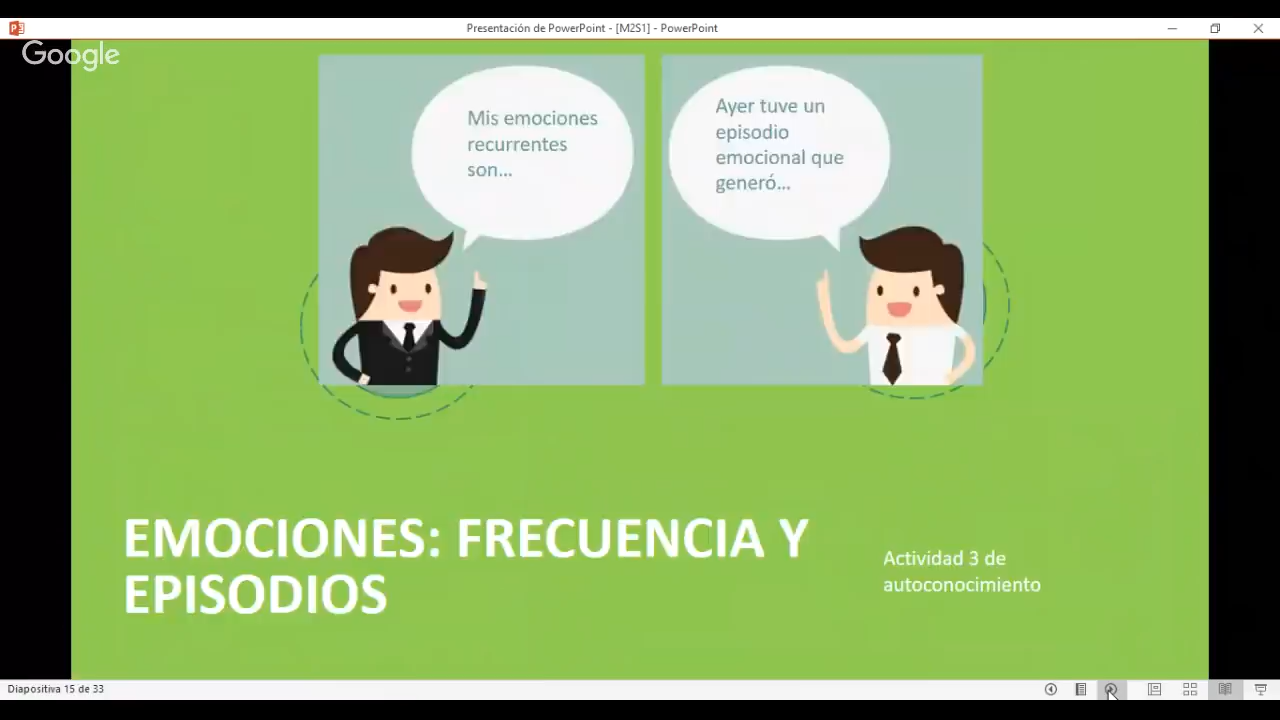 Presentación de PowerPoint - [M2S1] - PowerPoint
Google
Mis emociones
recurrentes
son...
Ayer tuve un
episodio
emocional que
generó...
EMOCIONES: FRECUENCIA Y
EPISODIOS
Actividad 3 de
autoconocimiento
Diapositiva 15 de 33